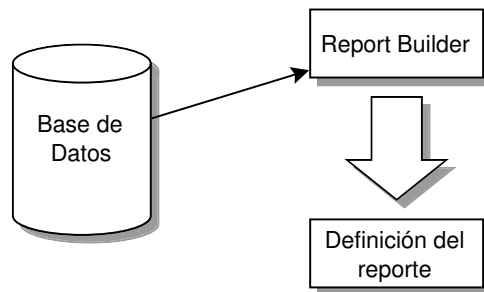 Report Builder
Base de
Datos
Definición del
reporte